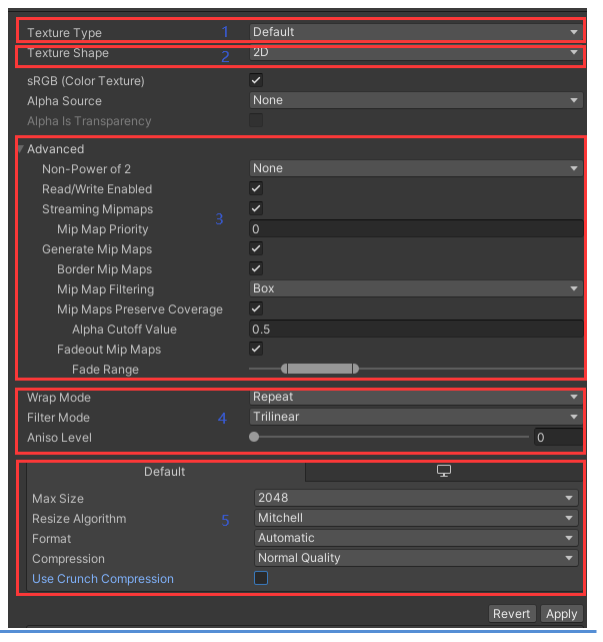 Texture Type 1 Default
Texture Shape 2 2D
sRGB (Color Texture)
Alpha Source None
Alpha Is Transparency
Advanced
Non-Power of 2 None
Read/Write Enabled
Streaming Mipmaps
3
Mip Map Priority 0
Generate Mip Maps
Border Mip Maps
Mip Map Filtering Box
Mip Maps Preserve Coverage
Alpha Cutoff Value 0.5
Fadeout Mip Maps
Fade Range
Wrap Mode Repeat
Filter Mode 4 Trilinear
Aniso Level 0
Default
Max Size 2048
Resize Algorithm 5 Mitchell
Format Automatic
Compression Normal Quality
Use Crunch Compression
Revert Apply